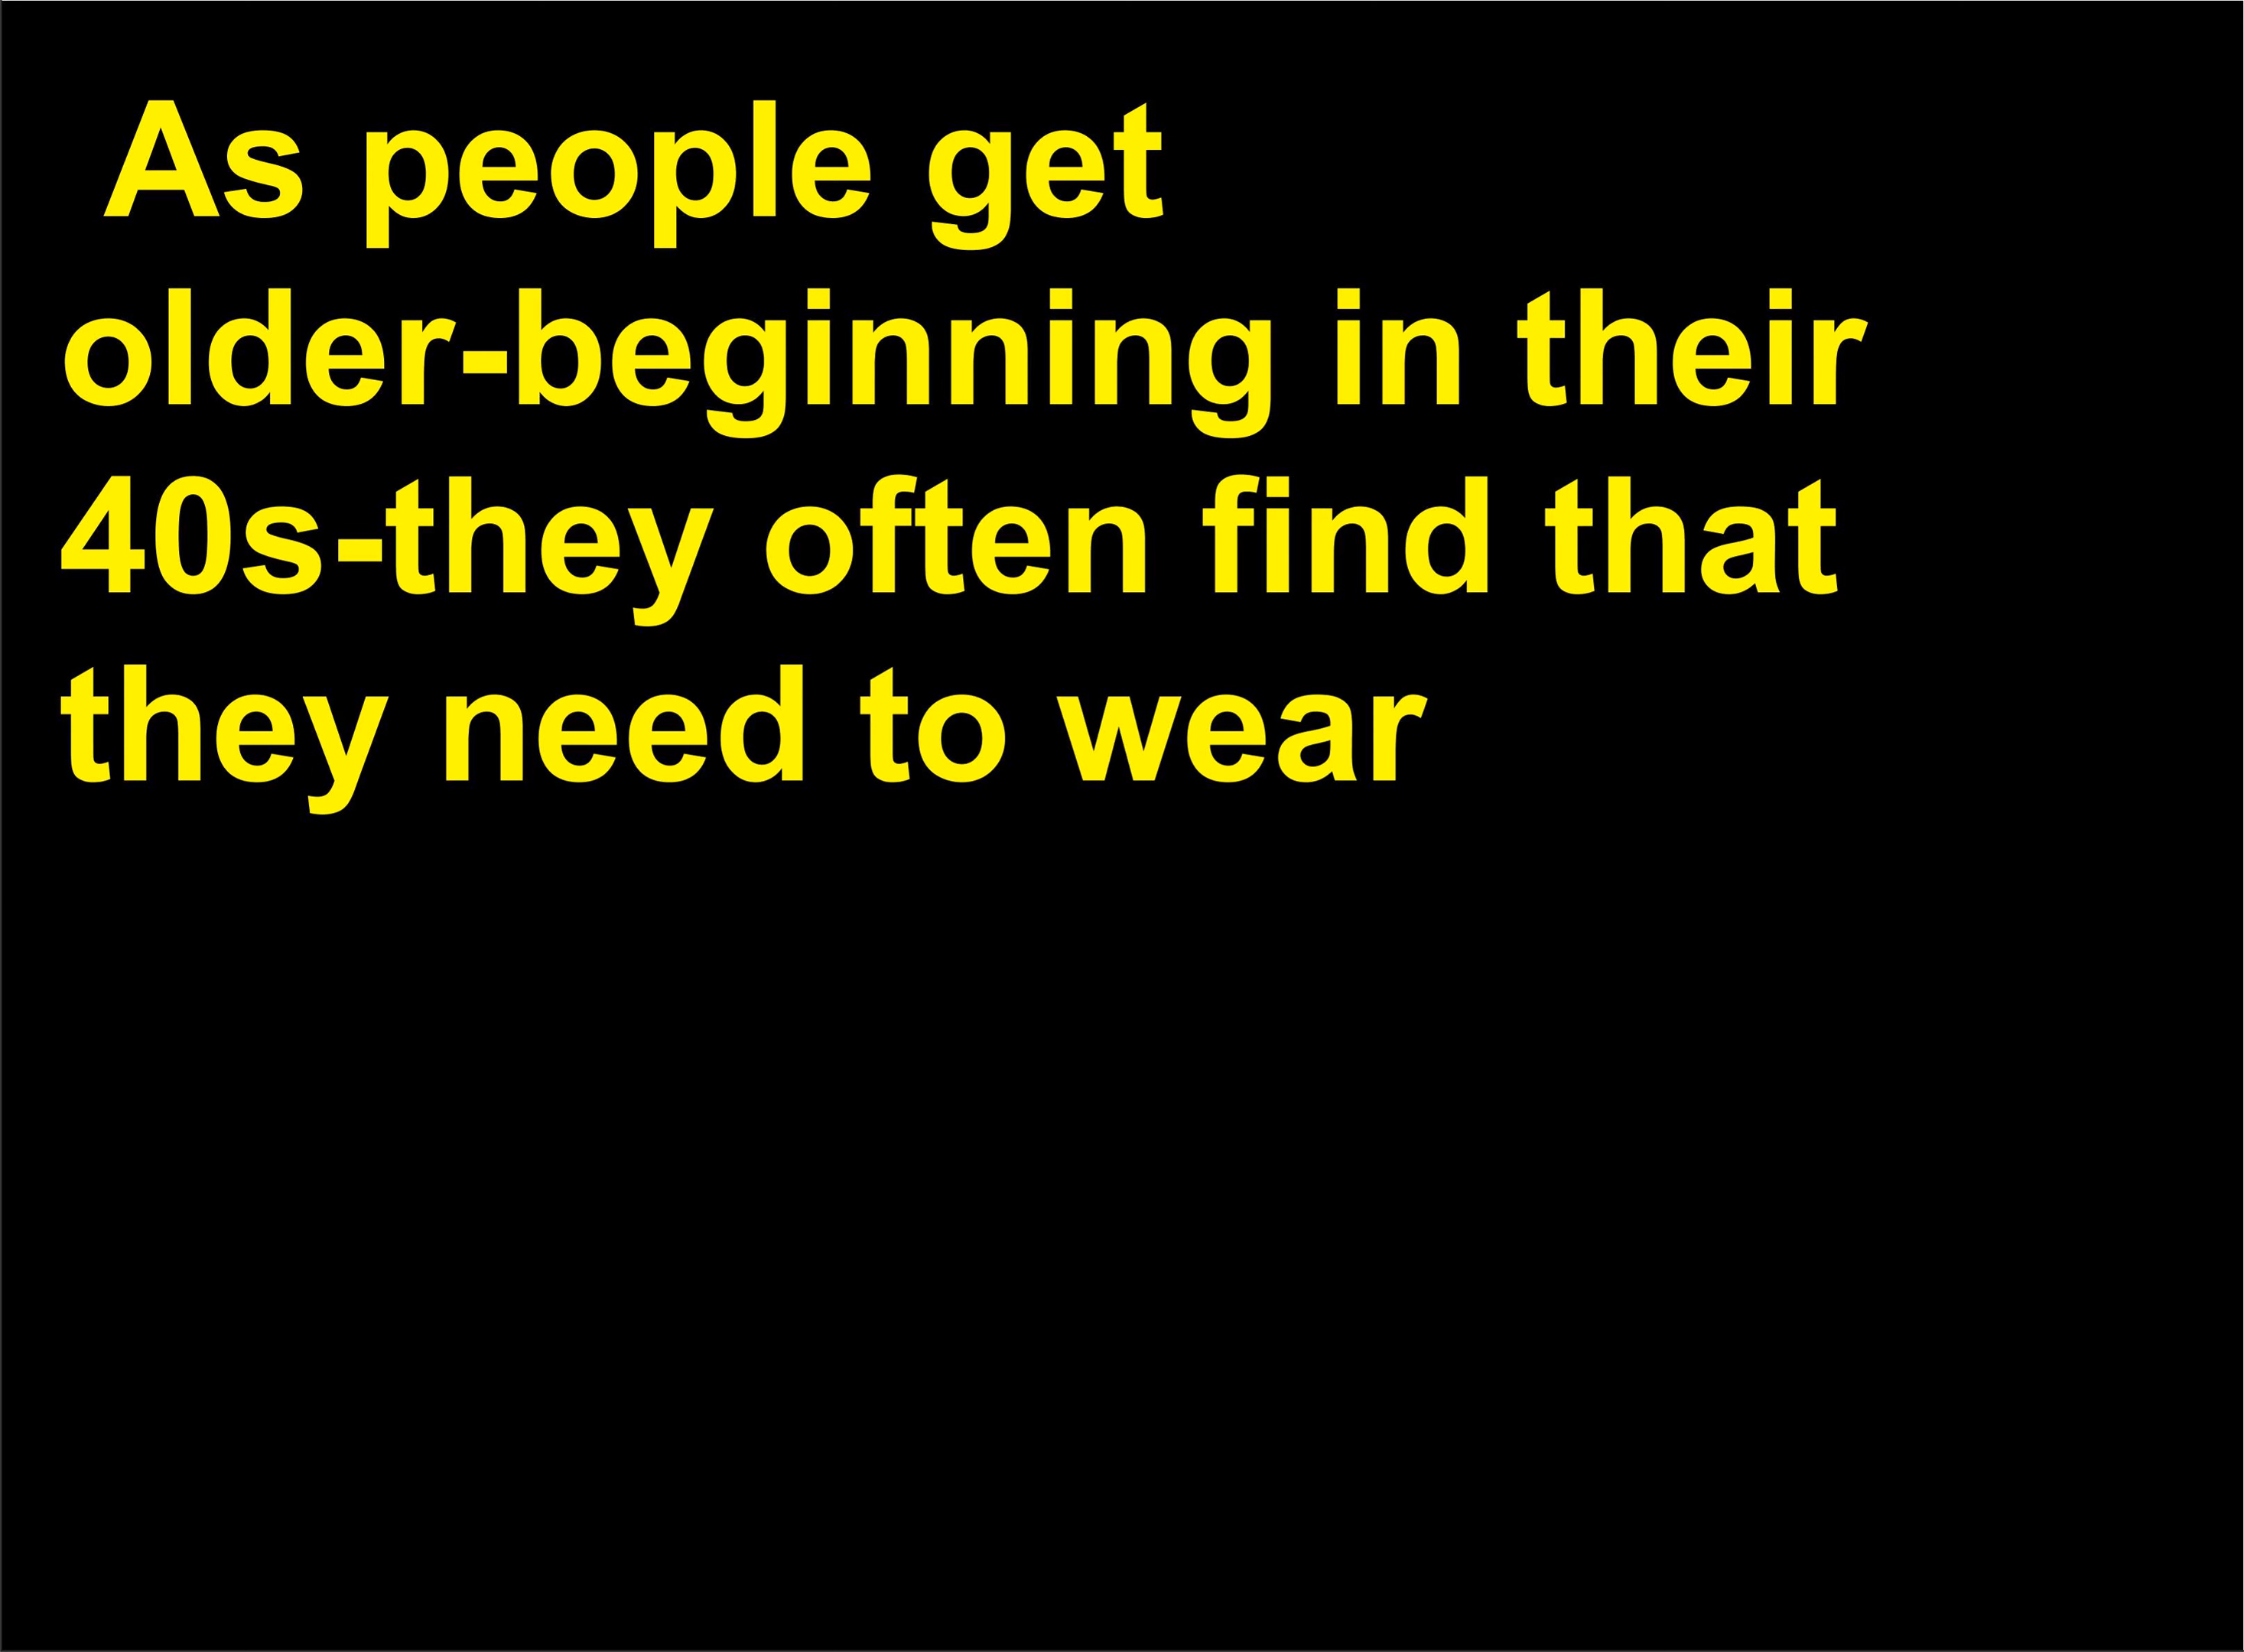 As people get
older-beginning in their
40s-they often find that
they need to wear